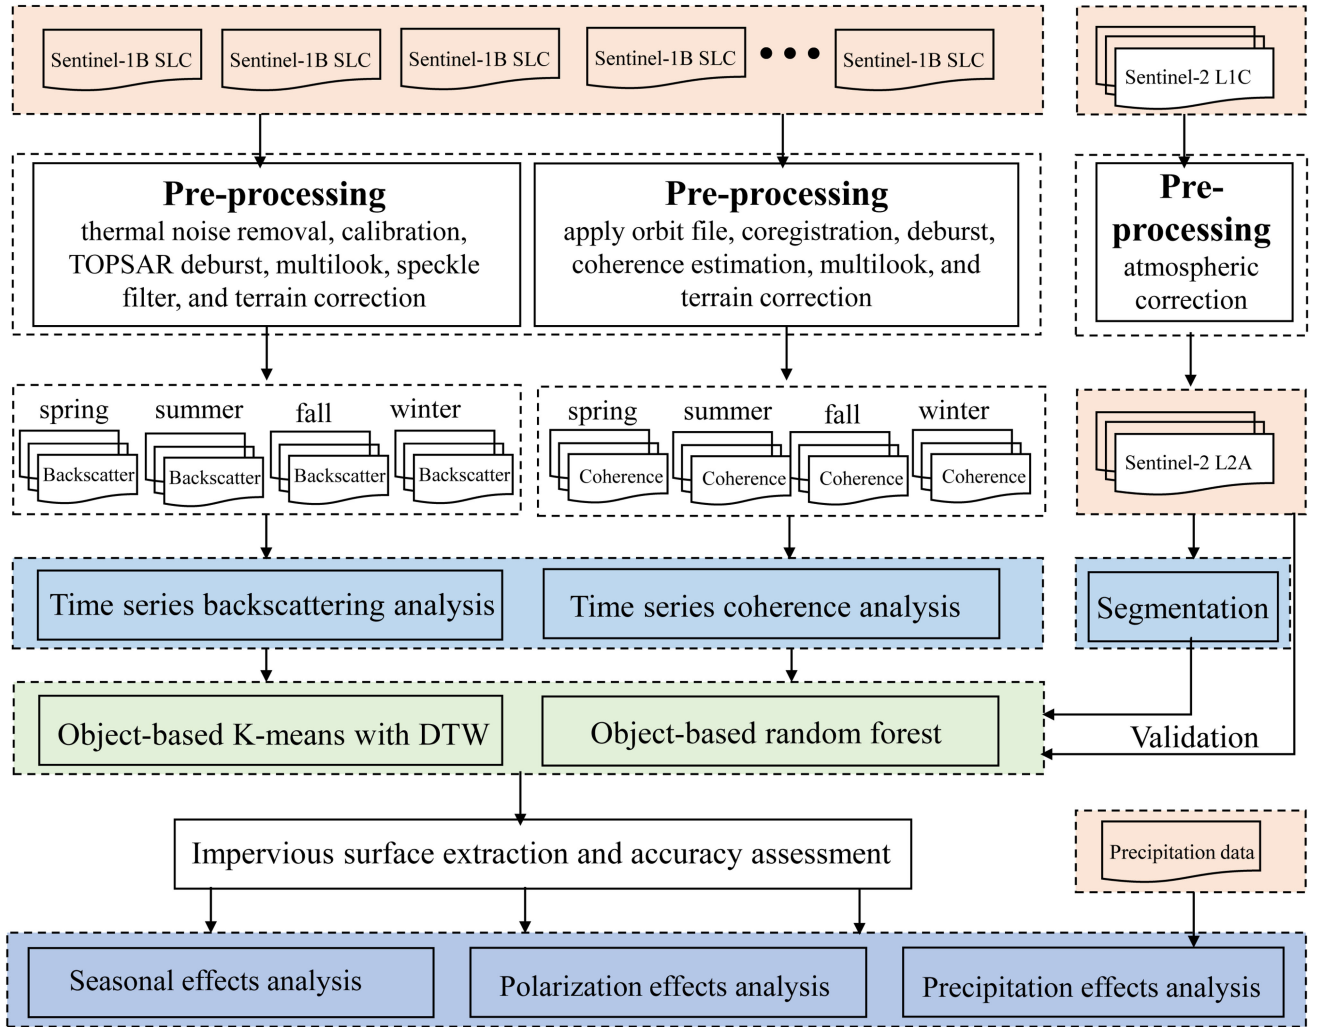 Sentinel-1B SLC
Sentinel-1B SLC
Sentinel-1B SLC
Sentinel-1B SLC
Sentinel-1B SLC
Sentinel-2 L1C
Pre-processing
thermal noise removal, calibration,
TOPSAR deburst, multilook, speckle
filter, and terrain correction
Pre-processing
apply orbit file, coregistration, deburst,
coherence estimation, multilook, and
terrain correction
Pre-
processing
atmospheric
correction
spring
summer
fall
winter
Backscatter
Backscatter
Backscatter
Backscatter
spring
summer
fall
winter
Coherence
Coherence
Coherence
Coherence
Sentinel-2 L2A
Time series backscattering analysis
Time series coherence analysis
Segmentation
Object-based K-means with DTW
Object-based random forest
Validation
Impervious surface extraction and accuracy assessment
Precipitation data
Seasonal effects analysis
Polarization effects analysis
Precipitation effects analysis